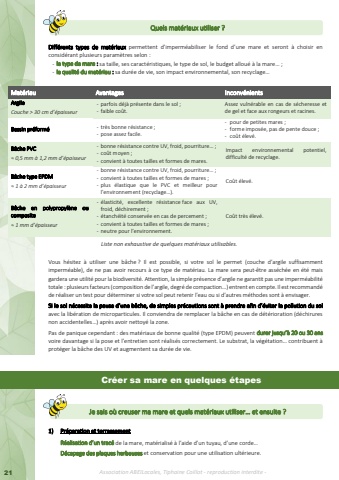 Quels matériaux utiliser ?
Différents types de matériaux permettent d'imperméabiliser le fond d'une mare et seront à choisir en
considérant plusieurs paramètres selon :
- le type de mare : sa taille, ses caractéristiques, le type de sol, le budget alloué à la mare... ;
- la qualité du matériau : sa durée de vie, son impact environnemental, son recyclage...
Matériau Avantages Inconvénients
Argile
Couche > 30 cm d'épaisseur
- parfois déjà présente dans le sol ;
- faible coût.
Assez vulnérable en cas de sécheresse et
de gel et face aux rongeurs et racines.
Bassin préformé
- très bonne résistance ;
- pose assez facile.
- pour de petites mares ;
- forme imposée, pas de pente douce ;
- coût élevé.
Bâche PVC
≈ 0,5 mm à 1,2 mm d'épaisseur
- bonne résistance contre UV, froid, pourriture... ;
- coût moyen ;
- convient à toutes tailles et formes de mares.
Impact environnemental potentiel,
difficulté de recyclage.
Bâche type EPDM
≈ 1 à 2 mm d'épaisseur
- bonne résistance contre UV, froid, pourriture... ;
- convient à toutes tailles et formes de mares ;
- plus élastique que le PVC et meilleur pour
l'environnement (recyclage...).
Coût élevé.
Bâche en polypropylène ou
composite
≈ 1 mm d'épaisseur
- élasticité, excellente résistance face aux UV,
froid, déchirement ;
- étanchéité conservée en cas de percement ;
- convient à toutes tailles et formes de mares ;
- neutre pour l'environnement.
Coût très élevé.
Liste non exhaustive de quelques matériaux utilisables.
Vous hésitez à utiliser une bâche ? Il est possible, si votre sol le permet (couche d'argile suffisamment
imperméable), de ne pas avoir recours à ce type de matériau. La mare sera peut-être asséchée en été mais
gardera une utilité pour la biodiversité. Attention, la simple présence d'argile ne garantit pas une imperméabilité
totale : plusieurs facteurs (composition de l'argile, degré de compaction...) entrent en compte. Il est recommandé
de réaliser un test pour déterminer si votre sol peut retenir l'eau ou si d'autres méthodes sont à envisager.
Si le sol nécessite la pause d'une bâche, de simples précautions sont à prendre afin d'éviter la pollution du sol
avec la libération de microparticules. Il conviendra de remplacer la bâche en cas de détérioration (déchirures
non accidentelles...) après avoir nettoyé la zone.
Pas de panique cependant : des matériaux de bonne qualité (type EPDM) peuvent durer jusqu'à 20 ou 30 ans
voire davantage si la pose et l'entretien sont réalisés correctement. Le substrat, la végétation... contribuent à
protéger la bâche des UV et augmentent sa durée de vie.
Créer sa mare en quelques étapes
Je sais où creuser ma mare et quels matériaux utiliser... et ensuite ?
1) Préparation et terrassement
Réalisation d'un tracé de la mare, matérialisé à l'aide d'un tuyau, d'une corde...
Décapage des plaques herbeuses et conservation pour une utilisation ultérieure.
21